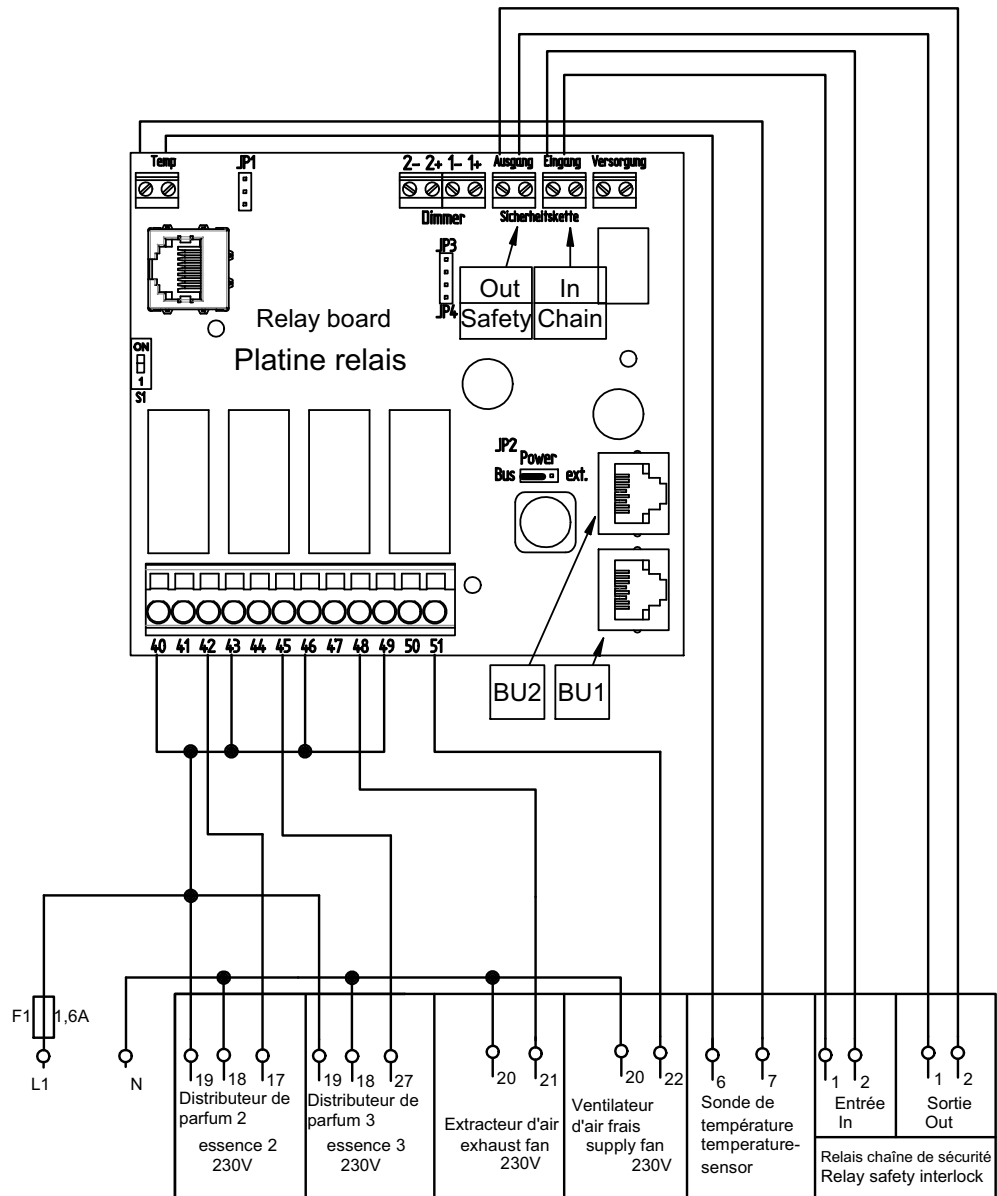 Temp
JP1
2- 2+ 1- 1+
Ausgang
Eingang
Versorgung
Dimmer
Sicherheitskette
JP3
JP4
Out
In
Safety
Chain
Relay board
Platine relais
ON
1
S1
JP2
Power
Bus
ext.
40 41 42 43 44 45 46 47 48 49 50 51
BU2
BU1
F1
1,6A
L1
N
19 18 17
Distributeur de
parfum 2
essence 2
230V
19 18 27
Distributeur de
parfum 3
essence 3
230V
20 21
Extracteur d'air
exhaust fan
230V
20 22
Ventilateur
d'air frais
supply fan
230V
6 7
Sonde de
température
temperature-
sensor
1 2
Entrée
In
1 2
Sortie
Out
Relais chaîne de sécurité
Relay safety interlock